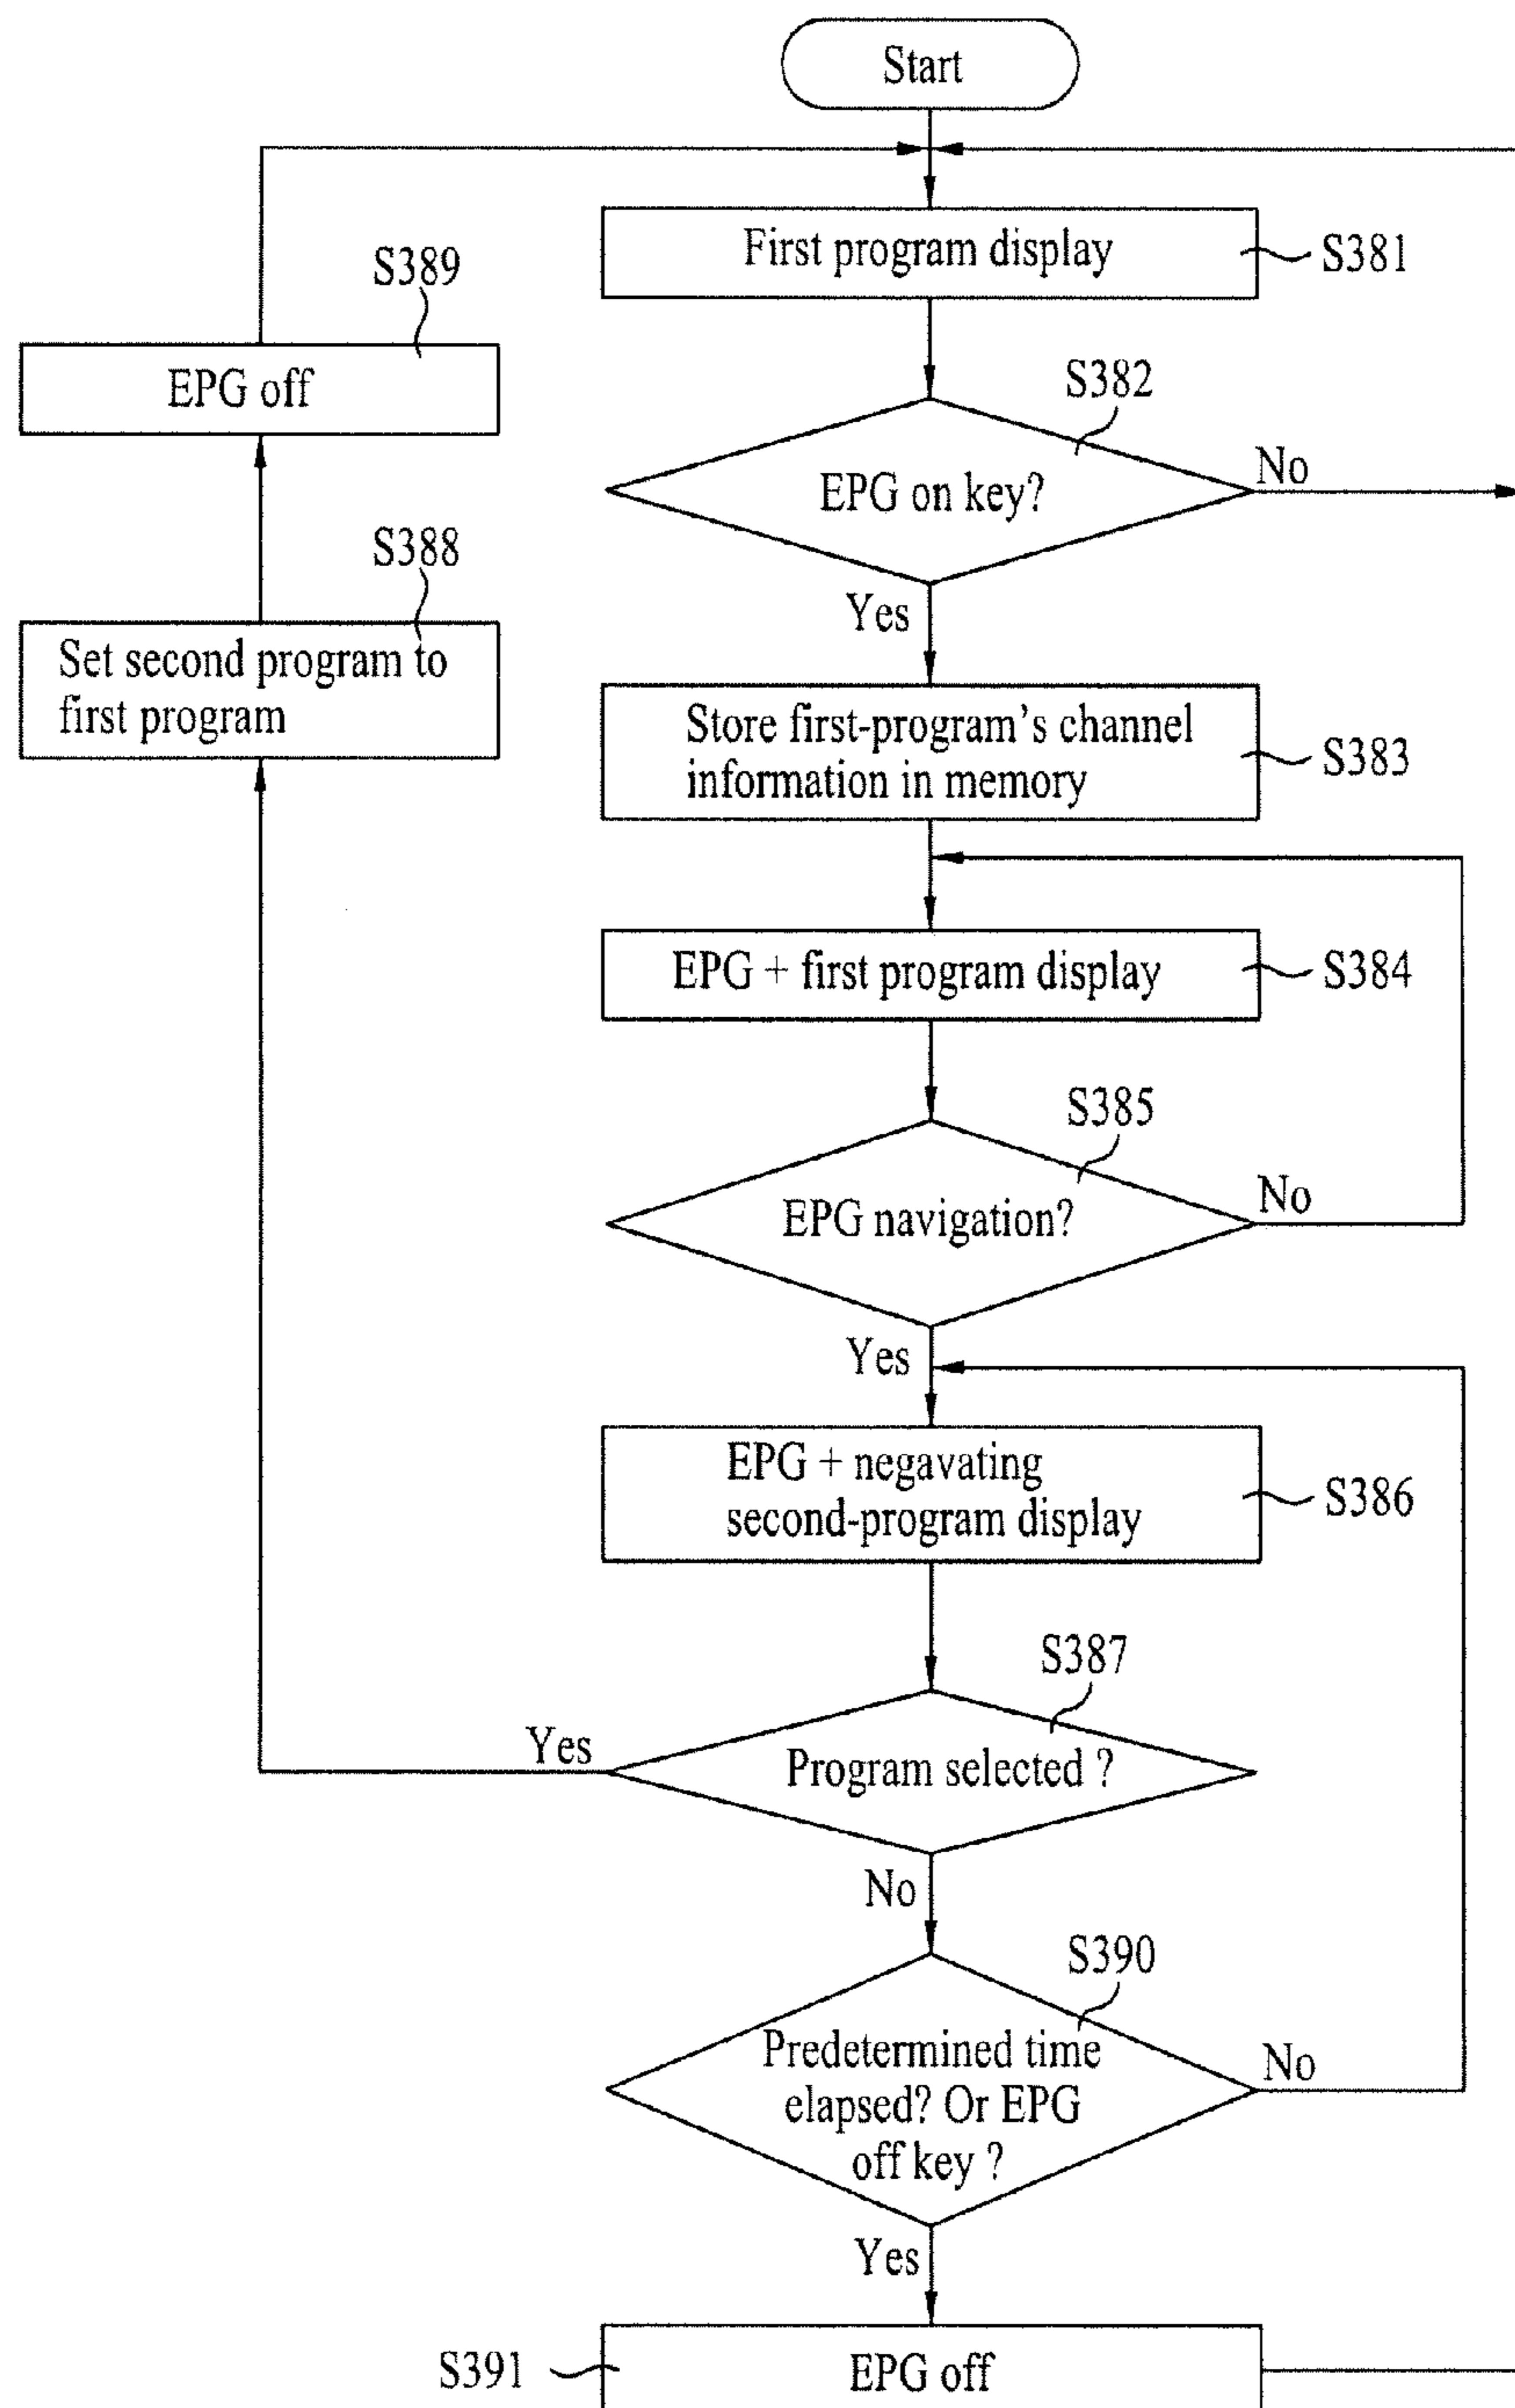 Start
First program display
S381
S382
EPG on key?
No
Yes
Store first-program's channel
information in memory
S383
EPG + first program display
S384
S385
EPG navigation?
No
Yes
EPG + negavating
second-program display
S386
S387
Program selected ?
Yes
No
S388
Set second program to
first program
S389
EPG off
S390
Predetermined time
elapsed? Or EPG
off key ?
No
Yes
S391
EPG off